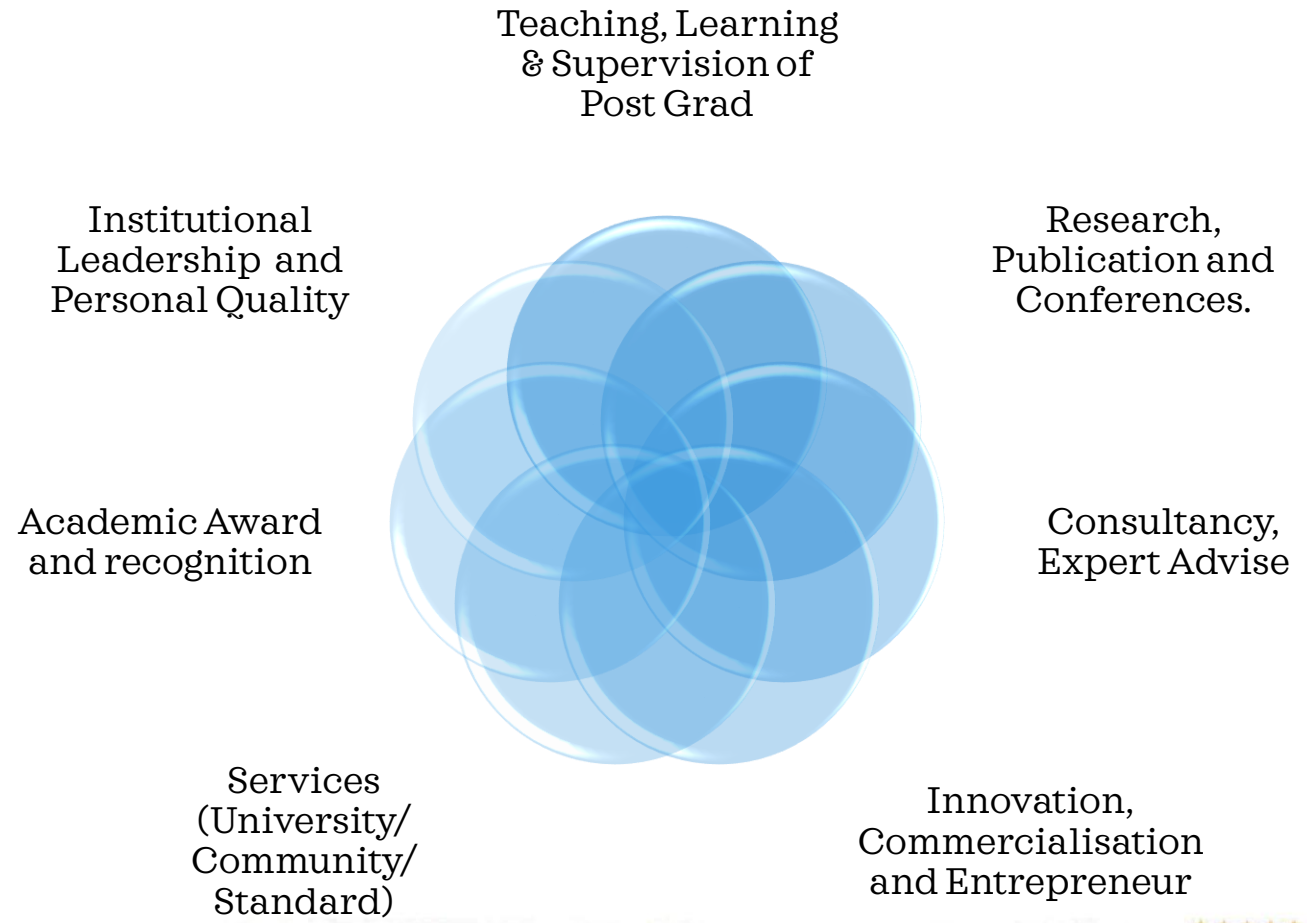 Teaching, Learning
& Supervision of
Post Grad
Research,
Publication and
Conferences.
Consultancy,
Expert Advise
Innovation,
Commercialisation
and Entrepreneur
Services
(University/
Community/
Standard)
Academic Award
and recognition
Institutional
Leadership and
Personal Quality